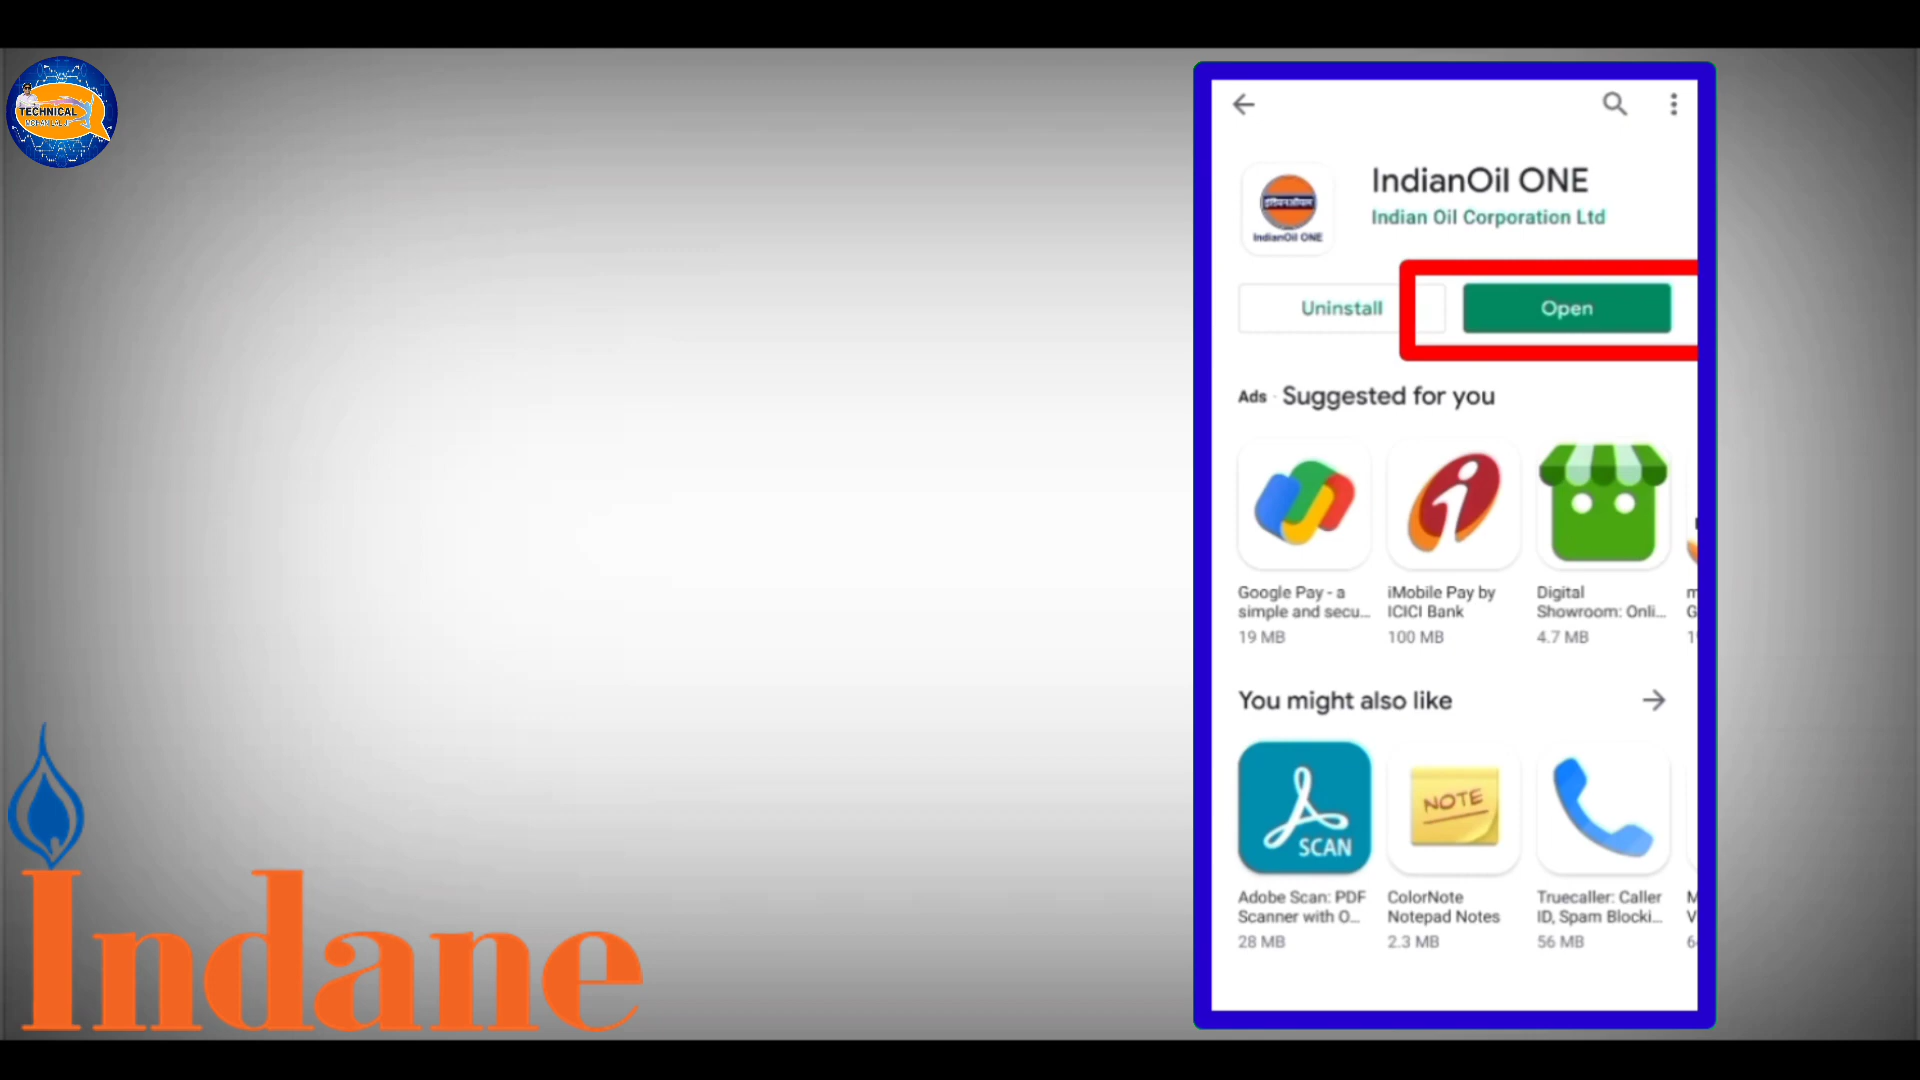 TECHNICAL
IndianOil ONE
Indian Oil Corporation Ltd
इंडियनऑयल
IndianOil ONE
Uninstall
Open
Ads · Suggested for you
Google Pay - a
simple and secu...
19 MB
iMobile Pay by
ICICI Bank
100 MB
Digital
Showroom: Onli...
4.7 MB
You might also like
SCAN
NOTE
Adobe Scan: PDF
Scanner with O...
28 MB
ColorNote
Notepad Notes
2.3 MB
Truecaller: Caller
ID, Spam Blocki...
56 MB
Indane